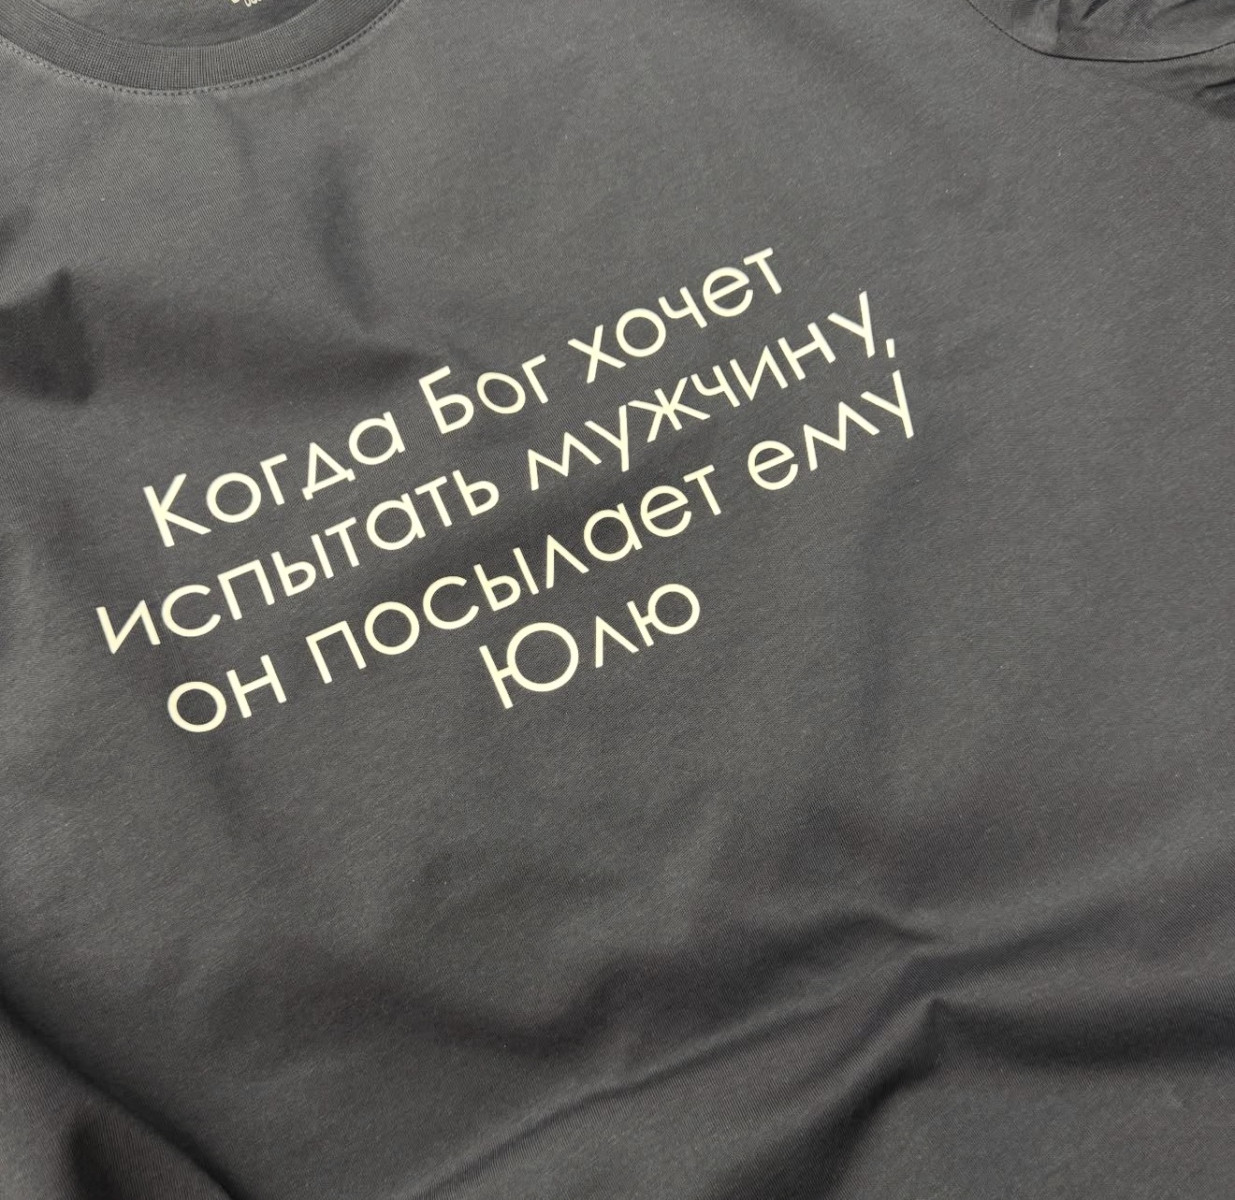 Когда Бог хочет
испытать мужчину,
он посылает ему
Юлю